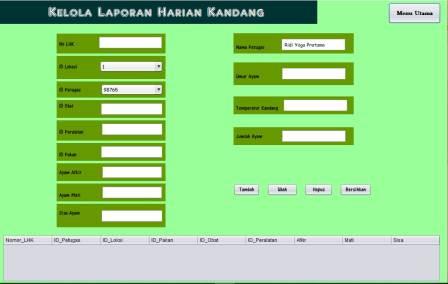 KELOLA LAPORAN HARIAN KANDANG
Menu Utama
No LHK
ID Lokasi
1
ID Petugas
98765
ID Obat
ID Peralatan
ID Pakan
Ayam Afkir
Ayam Mati
Sisa Ayam
Nama Petugas
Ridi Yoga Pratama
Umur Ayam
Temperatur Kandang
Jumlah Ayam
Tambah
Ubah
Hapus
Bersihkan
Nomor_LHK ID_Petugas ID_Lokasi ID_Pakan ID_Obat ID_Peralatan Afkir Mati Sisa